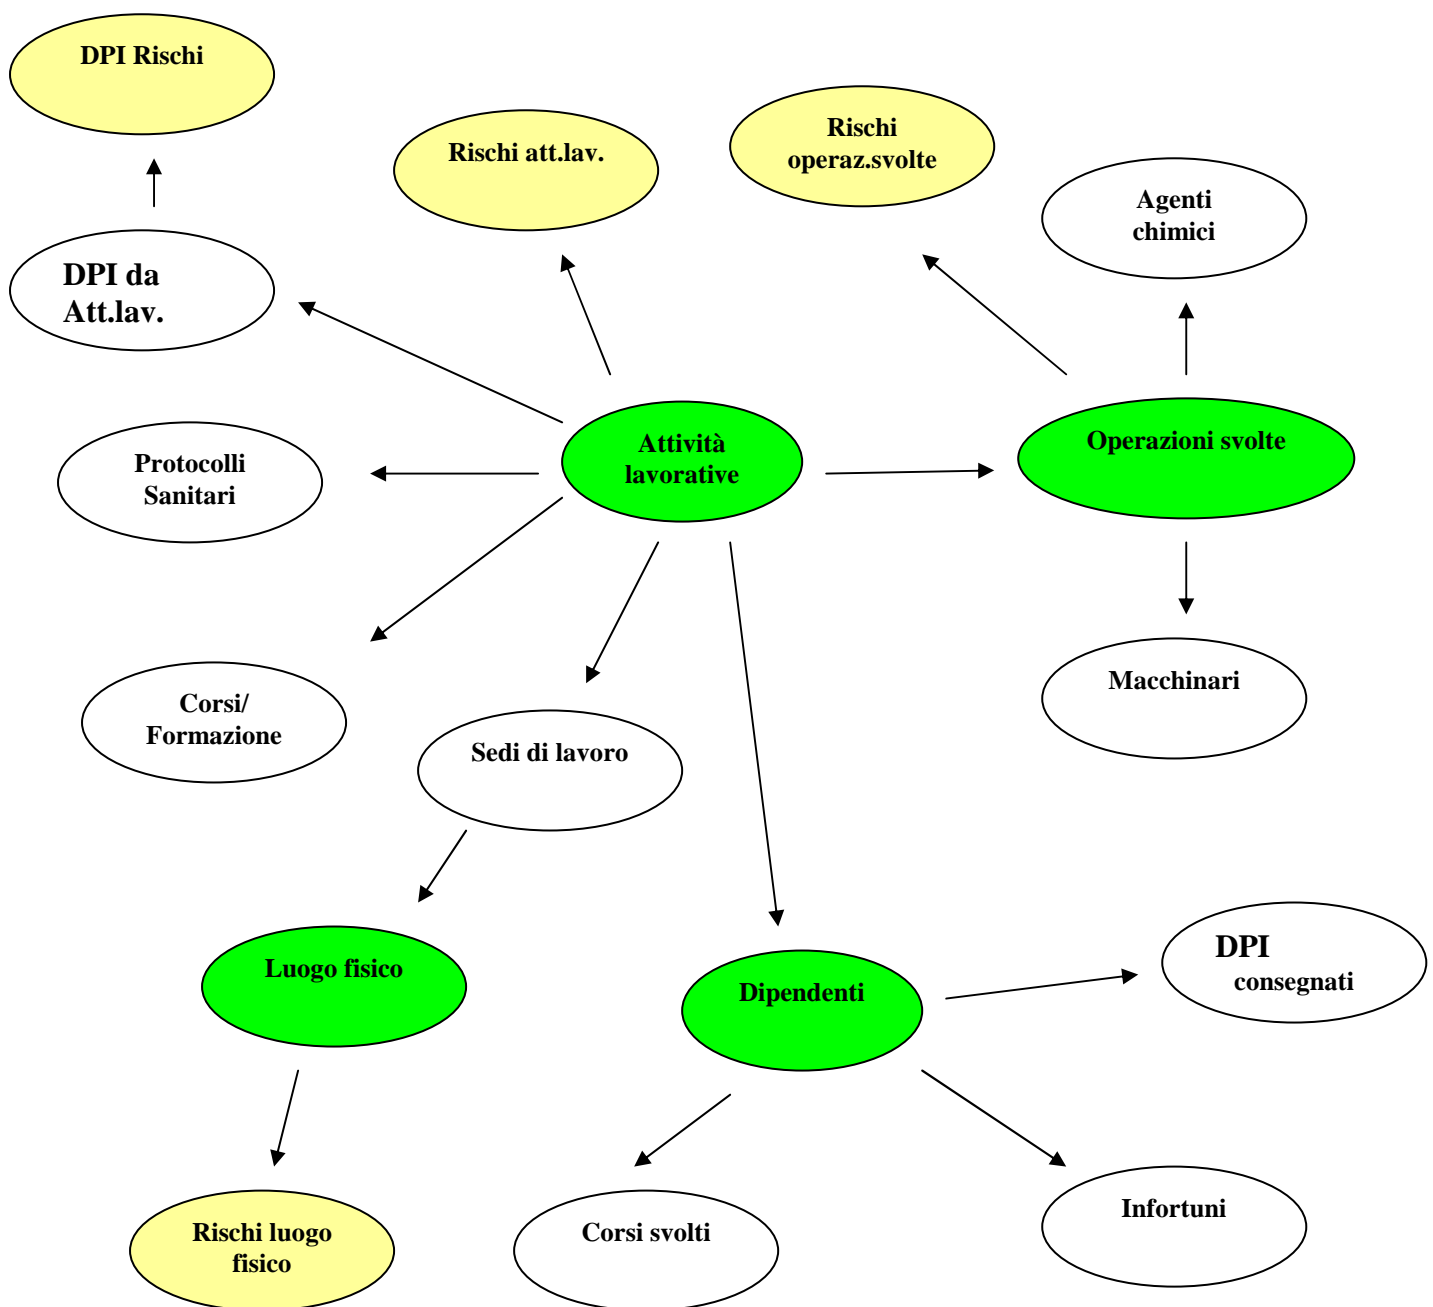 DPI Rischi
Rischi att.lav.
Rischi
operaz.svolte
Agenti
chimici
DPI da
Att.lav.
Attività
lavorative
Operazioni svolte
Protocolli
Sanitari
Macchinari
Corsi/
Formazione
Sedi di lavoro
Luogo fisico
Dipendenti
DPI
consegnati
Rischi luogo
fisico
Corsi svolti
Infortuni